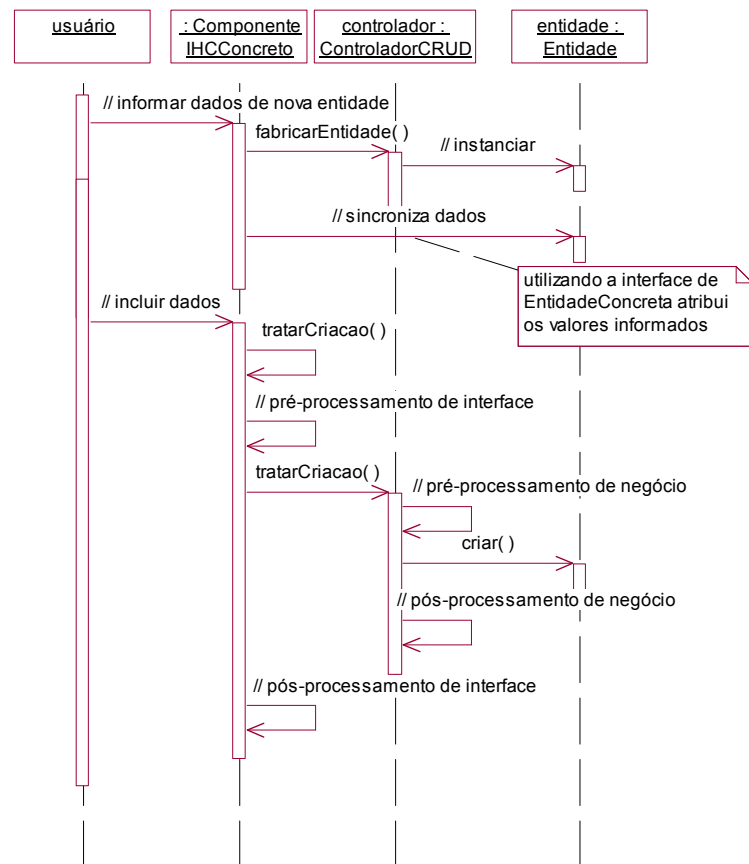 usuário
: Componente
IHCConcreto
controlador :
ControladorCRUD
entidade :
Entidade
// informar dados de nova entidade
fabricarEntidade( )
// instanciar
// sincroniza dados
utilizando a interface de
EntidadeConcreta atribui
os valores informados
// incluir dados
tratarCriacao( )
// pré-processamento de interface
tratarCriacao( )
// pré-processamento de negócio
criar( )
// pós-processamento de negócio
// pós-processamento de interface